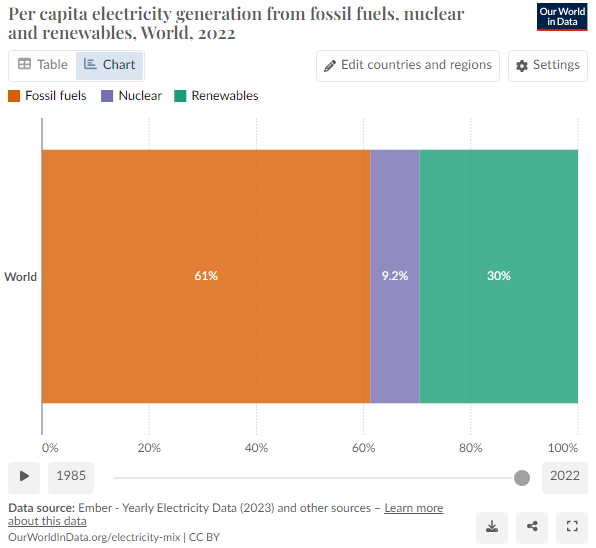 Per capita electricity generation from fossil fuels, nuclear
and renewables, World, 2022
Our World
in Data
Table
Chart
Edit countries and regions
Settings
Fossil fuels
Nuclear
Renewables
World
61%
9.2%
30%
0%
20%
40%
60%
80%
100%
1985
2022
Data source: Ember - Yearly Electricity Data (2023) and other sources – Learn more
about this data
OurWorldInData.org/electricity-mix | CC BY